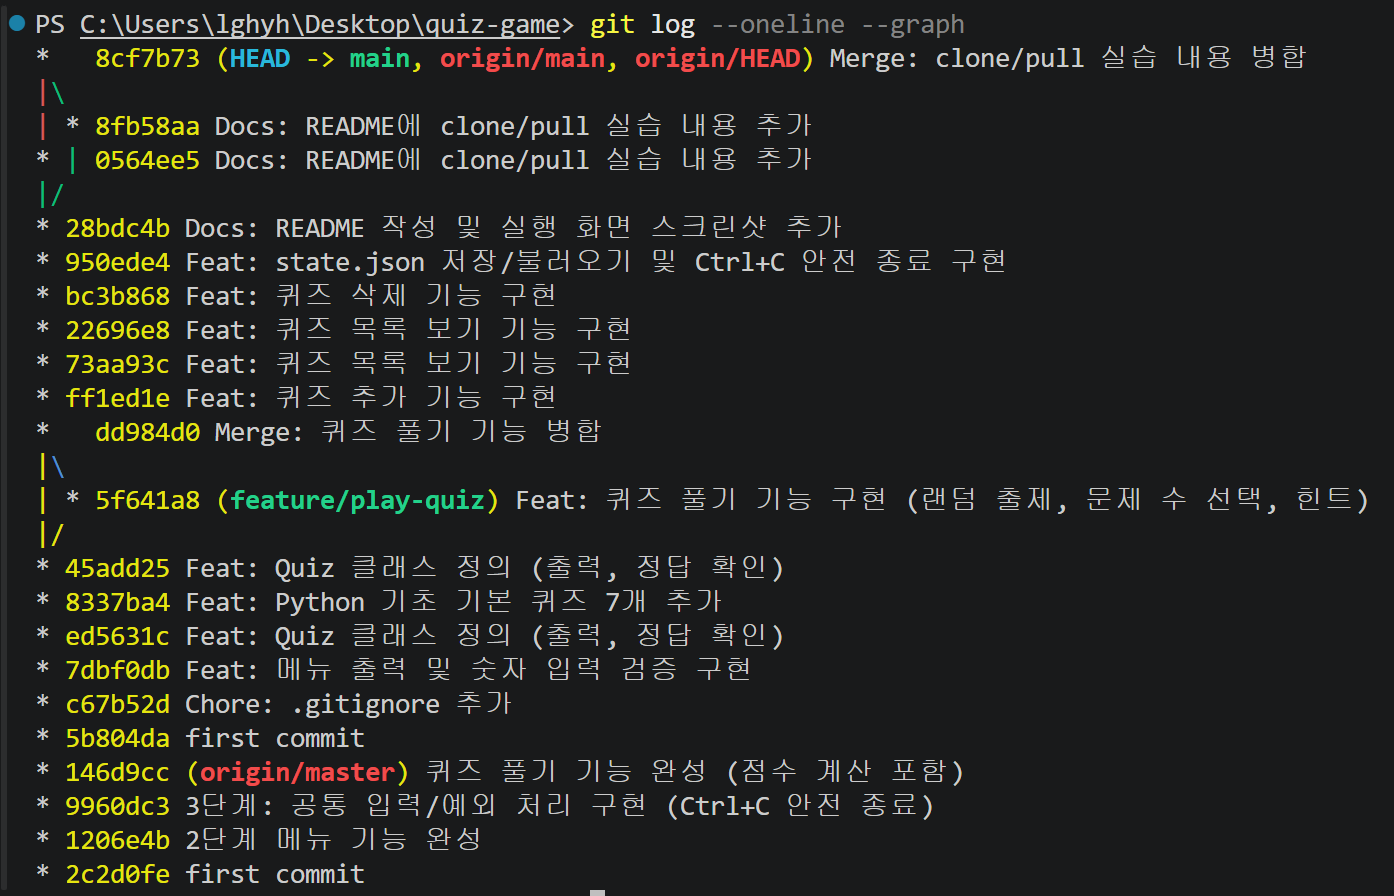 PS C:\Users\lghyh\Desktop\quiz-game> git log --oneline --graph
*   8cf7b73 (HEAD -> main, origin/main, origin/HEAD) Merge: clone/pull 실습 내용 병합
|\
| * 8fb58aa Docs: README에 clone/pull 실습 내용 추가
* | 0564ee5 Docs: README에 clone/pull 실습 내용 추가
|/
* 28bdc4b Docs: README 작성 및 실행 화면 스크린샷 추가
* 950ede4 Feat: state.json 저장/불러오기 및 Ctrl+C 안전 종료 구현
* bc3b868 Feat: 퀴즈 삭제 기능 구현
* 22696e8 Feat: 퀴즈 목록 보기 기능 구현
* 73aa93c Feat: 퀴즈 목록 보기 기능 구현
* ff1ed1e Feat: 퀴즈 추가 기능 구현
*   dd984d0 Merge: 퀴즈 풀기 기능 병합
|\
| * 5f641a8 (feature/play-quiz) Feat: 퀴즈 풀기 기능 구현 (랜덤 출제, 문제 수 선택, 힌트)
|/
* 45add25 Feat: Quiz 클래스 정의 (출력, 정답 확인)
* 8337ba4 Feat: Python 기초 기본 퀴즈 7개 추가
* ed5631c Feat: Quiz 클래스 정의 (출력, 정답 확인)
* 7dbf0db Feat: 메뉴 출력 및 숫자 입력 검증 구현
* c67b52d Chore: .gitignore 추가
* 5b804da first commit
* 146d9cc (origin/master) 퀴즈 풀기 기능 완성 (점수 계산 포함)
* 9960dc3 3단계: 공통 입력/예외 처리 구현 (Ctrl+C 안전 종료)
* 1206e4b 2단계 메뉴 기능 완성
* 2c2d0fe first commit